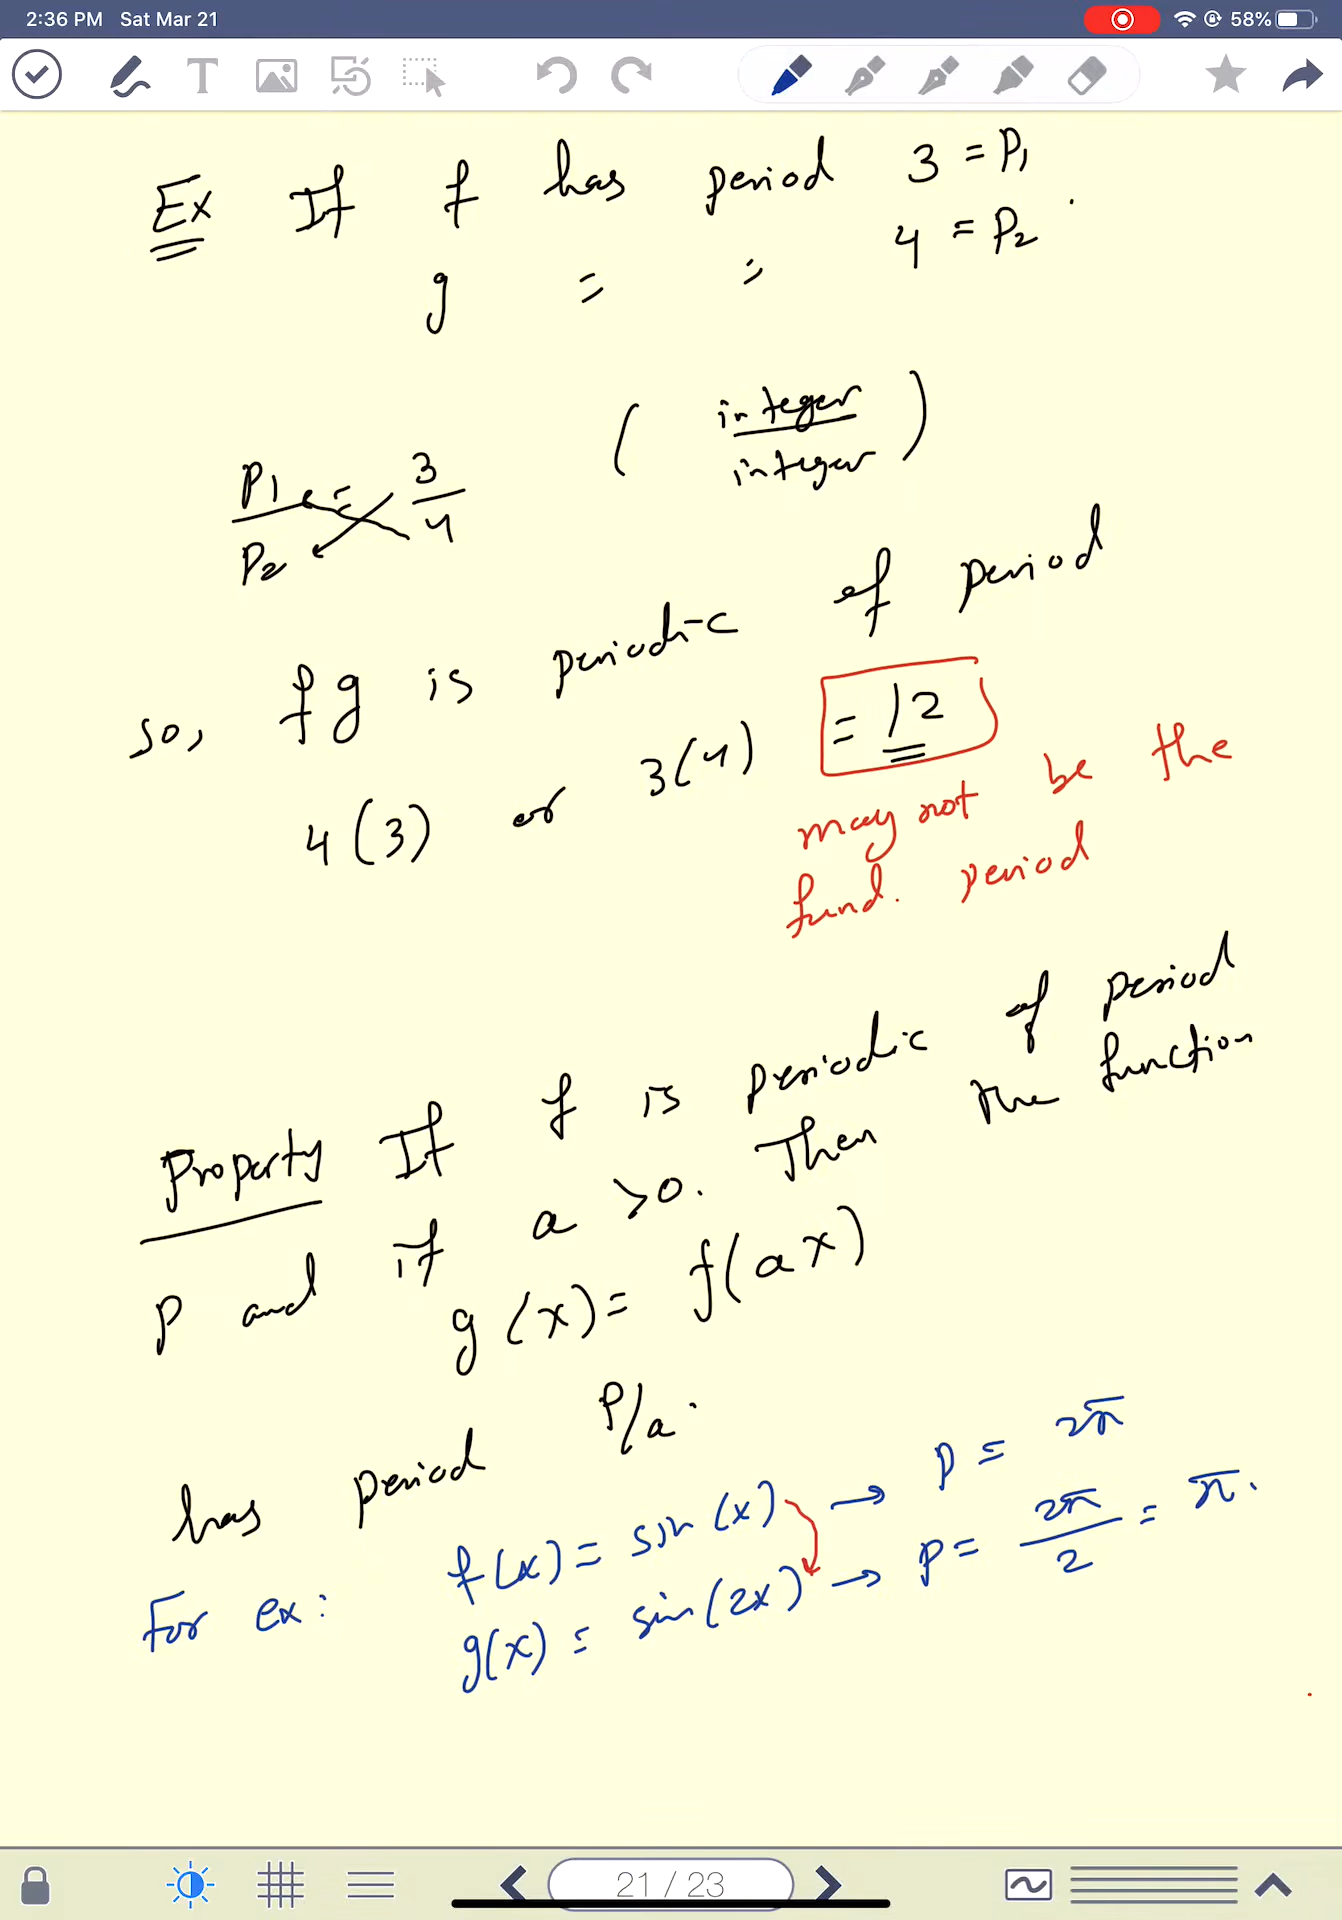 2:36 PM Sat Mar 21 58%
T
Ex If f has period 3 = P1
g = = 4 = P2
P1/P2 = 3/4 ( integer/integer )
so, fg is periodic of period
4(3) or 3(4) = 12
may not be the
fund. period
Property If f is periodic of period
P and if a >0. Then the function
g(x)= f(ax)
has period P/a.
For ex: f(x)= sin(x) → P = 2π
g(x) = sin(2x) → P= 2π/2 = π.
21 / 23